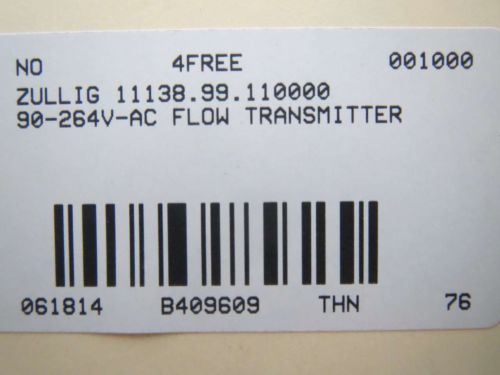 NO 4FREE 001000
ZULLIG 11138.99.110000
90-264V-AC FLOW TRANSMITTER
061814 B409609 THN 76